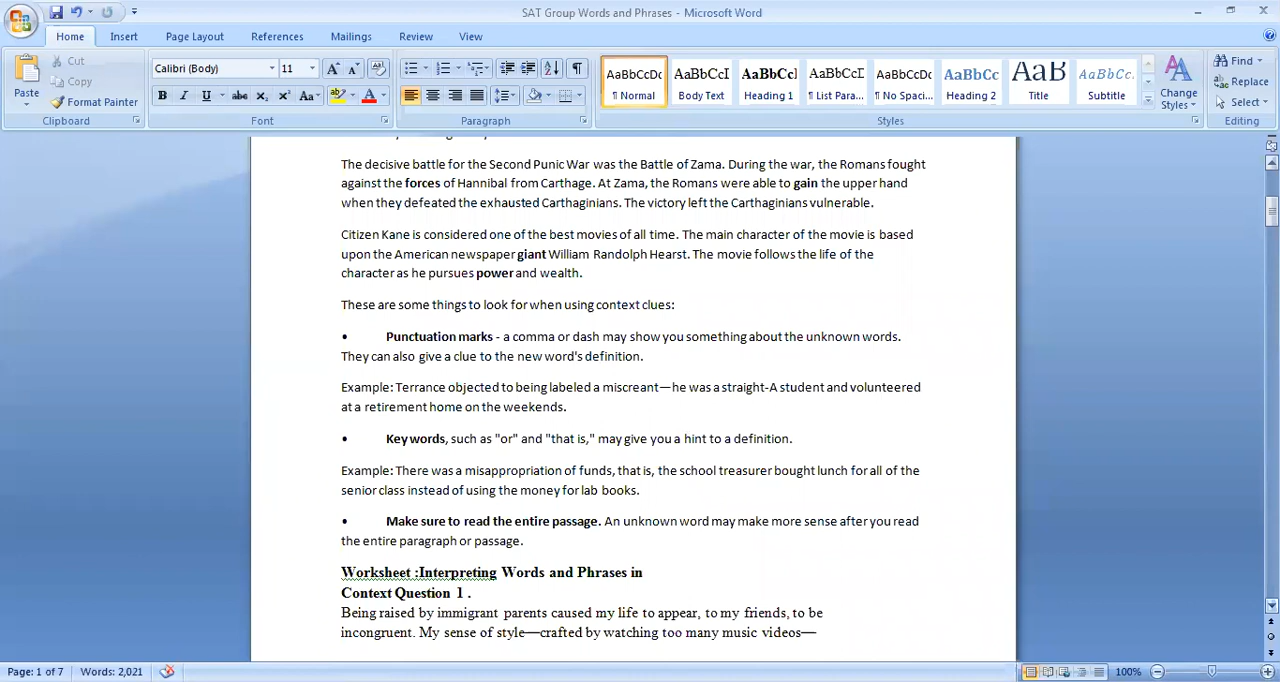 SAT Group Words and Phrases - Microsoft Word
Home Insert Page Layout References Mailings Review View
Cut
Copy
Format Painter
Paste
Clipboard
Calibri (Body) 11
Font
Paragraph
AaBbCcDc AaBbCcI AaBbCcI AaBbCcI AaBbCcDc AaBbCc AaB AaBbCc.
¶ Normal Body Text Heading 1 ¶ List Para... ¶ No Spaci... Heading 2 Title Subtitle
Change Styles
Styles
Find
Replace
Select
Editing
The decisive battle for the Second Punic War was the Battle of Zama. During the war, the Romans fought
against the forces of Hannibal from Carthage. At Zama, the Romans were able to gain the upper hand
when they defeated the exhausted Carthaginians. The victory left the Carthaginians vulnerable.
Citizen Kane is considered one of the best movies of all time. The main character of the movie is based
upon the American newspaper giant William Randolph Hearst. The movie follows the life of the
character as he pursues power and wealth.
These are some things to look for when using context clues:
• Punctuation marks - a comma or dash may show you something about the unknown words.
They can also give a clue to the new word's definition.
Example: Terrance objected to being labeled a miscreant—he was a straight-A student and volunteered
at a retirement home on the weekends.
• Key words, such as "or" and "that is," may give you a hint to a definition.
Example: There was a misappropriation of funds, that is, the school treasurer bought lunch for all of the
senior class instead of using the money for lab books.
• Make sure to read the entire passage. An unknown word may make more sense after you read
the entire paragraph or passage.
Worksheet :Interpreting Words and Phrases in
Context Question 1 .
Being raised by immigrant parents caused my life to appear, to my friends, to be
incongruent. My sense of style—crafted by watching too many music videos—
Page: 1 of 7 Words: 2,021 100%